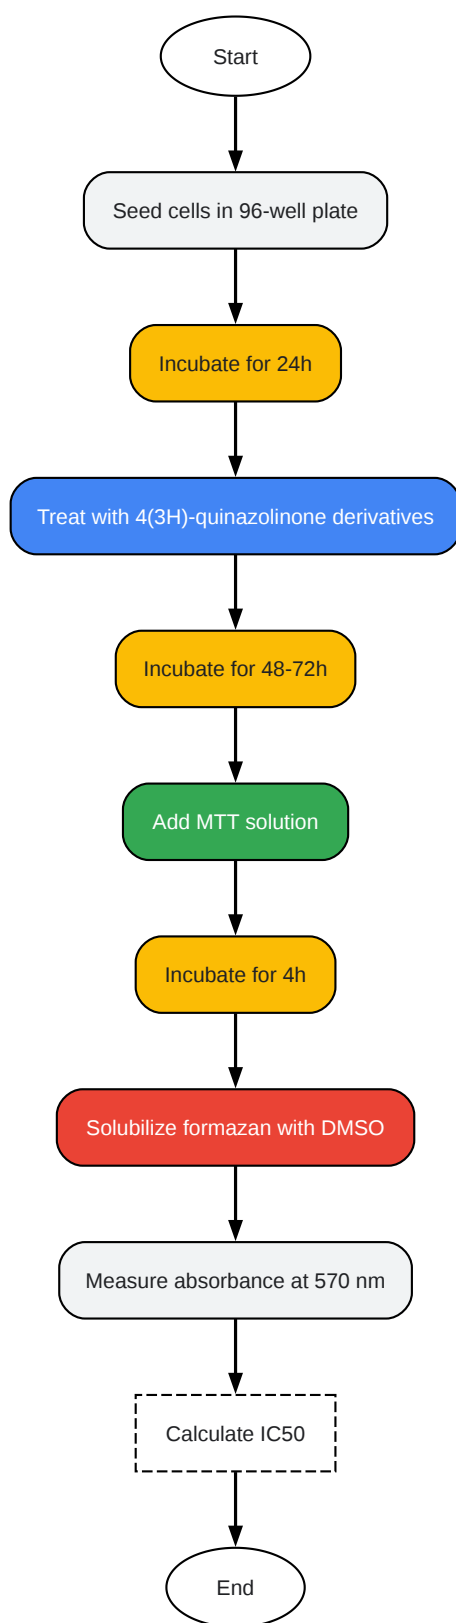 Start
Seed cells in 96-well plate
Incubate for 24h
Treat with 4(3H)-quinazolinone derivatives
Incubate for 48-72h
Add MTT solution
Incubate for 4h
Solubilize formazan with DMSO
Measure absorbance at 570 nm
Calculate IC50
End